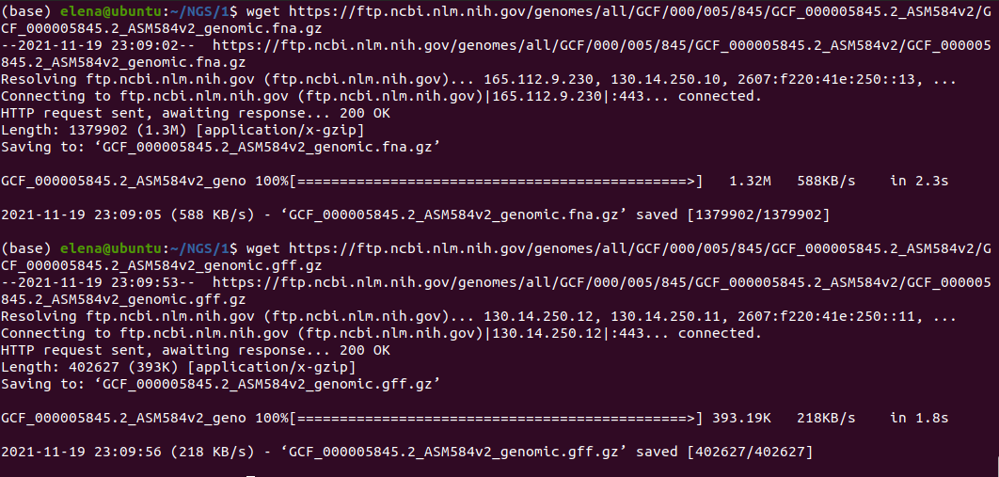 (base) elena@ubuntu:~/NGS/1$ wget https://ftp.ncbi.nlm.nih.gov/genomes/all/GCF/000/005/845/GCF_000005845.2_ASM584v2/G
CF_000005845.2_ASM584v2_genomic.fna.gz
--2021-11-19 23:09:02--  https://ftp.ncbi.nlm.nih.gov/genomes/all/GCF/000/005/845/GCF_000005845.2_ASM584v2/GCF_000005
845.2_ASM584v2_genomic.fna.gz
Resolving ftp.ncbi.nlm.nih.gov (ftp.ncbi.nlm.nih.gov)... 165.112.9.230, 130.14.250.10, 2607:f220:41e:250::13, ...
Connecting to ftp.ncbi.nlm.nih.gov (ftp.ncbi.nlm.nih.gov)|165.112.9.230|:443... connected.
HTTP request sent, awaiting response... 200 OK
Length: 1379902 (1.3M) [application/x-gzip]
Saving to: ‘GCF_000005845.2_ASM584v2_genomic.fna.gz’
GCF_000005845.2_ASM584v2_geno 100%[==============================================>]   1.32M   588KB/s    in 2.3s
2021-11-19 23:09:05 (588 KB/s) - ‘GCF_000005845.2_ASM584v2_genomic.fna.gz’ saved [1379902/1379902]
(base) elena@ubuntu:~/NGS/1$ wget https://ftp.ncbi.nlm.nih.gov/genomes/all/GCF/000/005/845/GCF_000005845.2_ASM584v2/G
CF_000005845.2_ASM584v2_genomic.gff.gz
--2021-11-19 23:09:53--  https://ftp.ncbi.nlm.nih.gov/genomes/all/GCF/000/005/845/GCF_000005845.2_ASM584v2/GCF_000005
845.2_ASM584v2_genomic.gff.gz
Resolving ftp.ncbi.nlm.nih.gov (ftp.ncbi.nlm.nih.gov)... 130.14.250.12, 130.14.250.11, 2607:f220:41e:250::11, ...
Connecting to ftp.ncbi.nlm.nih.gov (ftp.ncbi.nlm.nih.gov)|130.14.250.12|:443... connected.
HTTP request sent, awaiting response... 200 OK
Length: 402627 (393K) [application/x-gzip]
Saving to: ‘GCF_000005845.2_ASM584v2_genomic.gff.gz’
GCF_000005845.2_ASM584v2_geno 100%[==============================================>] 393.19K   218KB/s    in 1.8s
2021-11-19 23:09:56 (218 KB/s) - ‘GCF_000005845.2_ASM584v2_genomic.gff.gz’ saved [402627/402627]